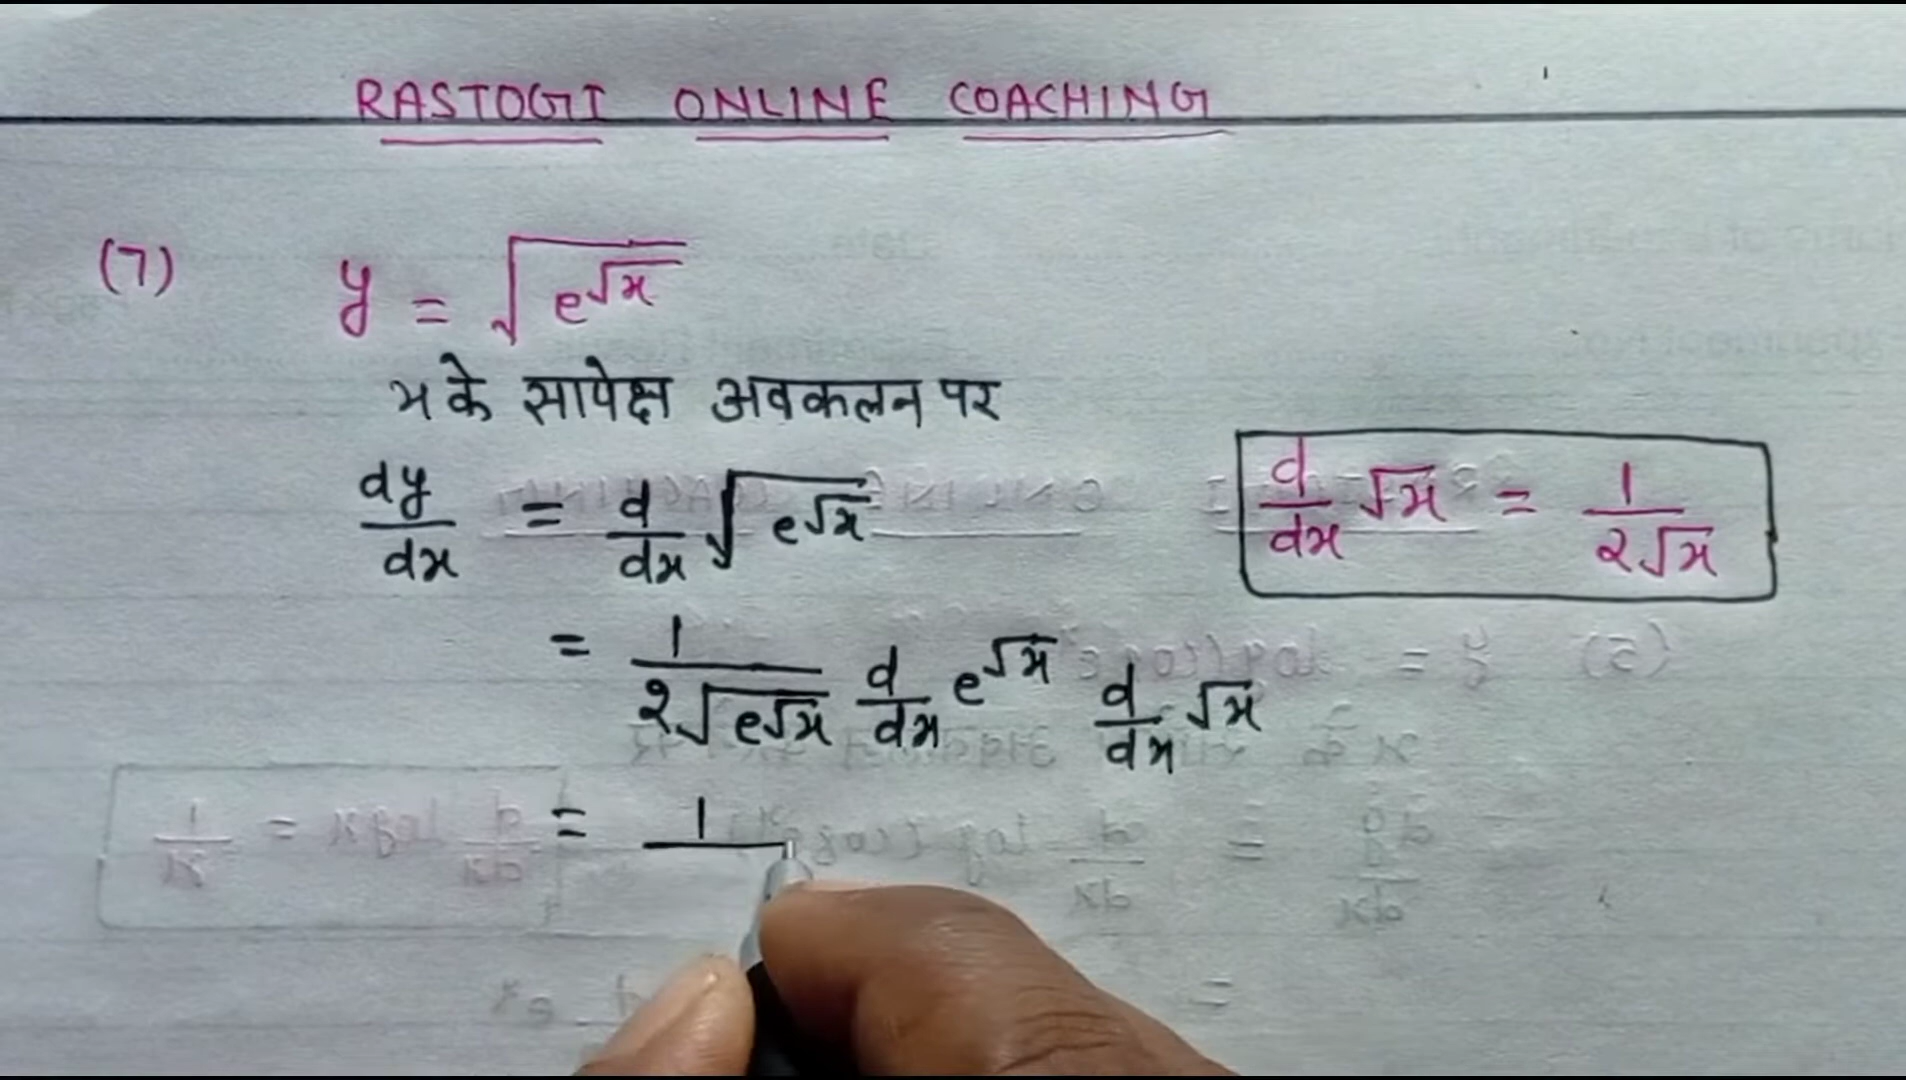 RASTOGI ONLINE COACHING
(7) y = √(e^√x)
x के सापेक्ष अवकलन पर
dy/dx = d/dx √(e^√x)
d/dx √x = 1/2√x
= 1/2√(e^√x) d/dx e^√x d/dx √x
= 1